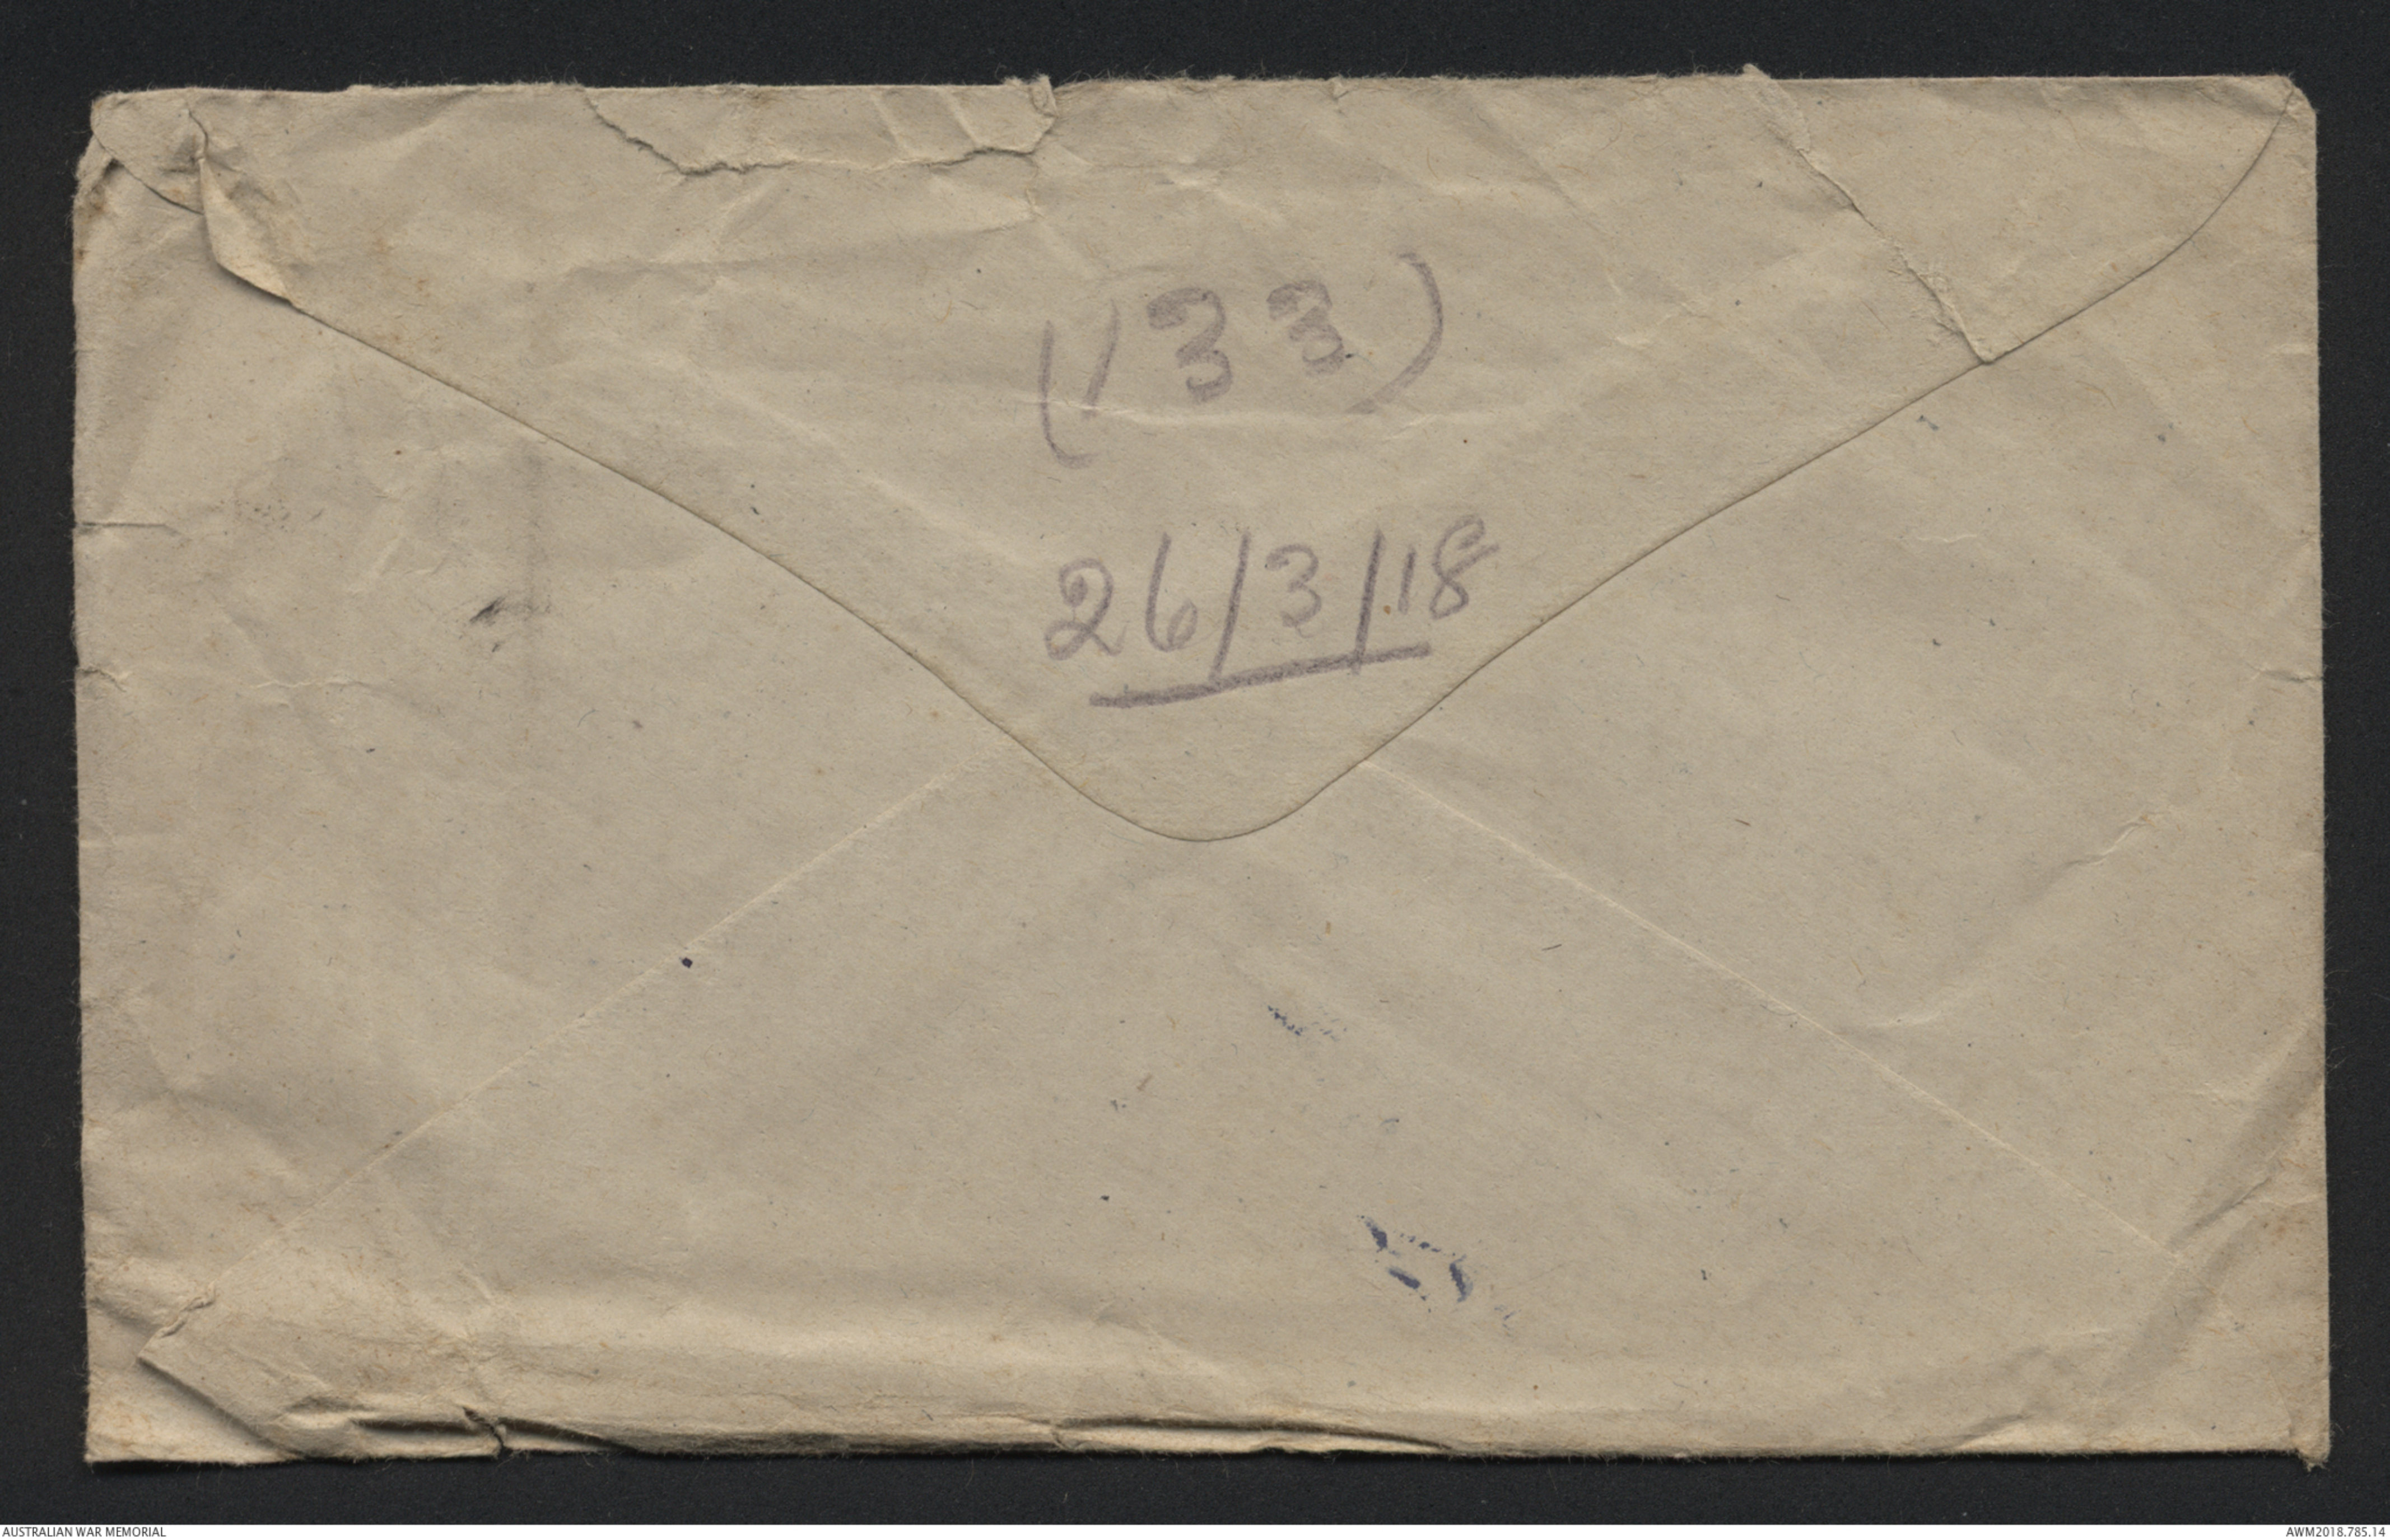 (133)
26/3/18
AUSTRALIAN WAR MEMORIAL
AWM2018.785.14